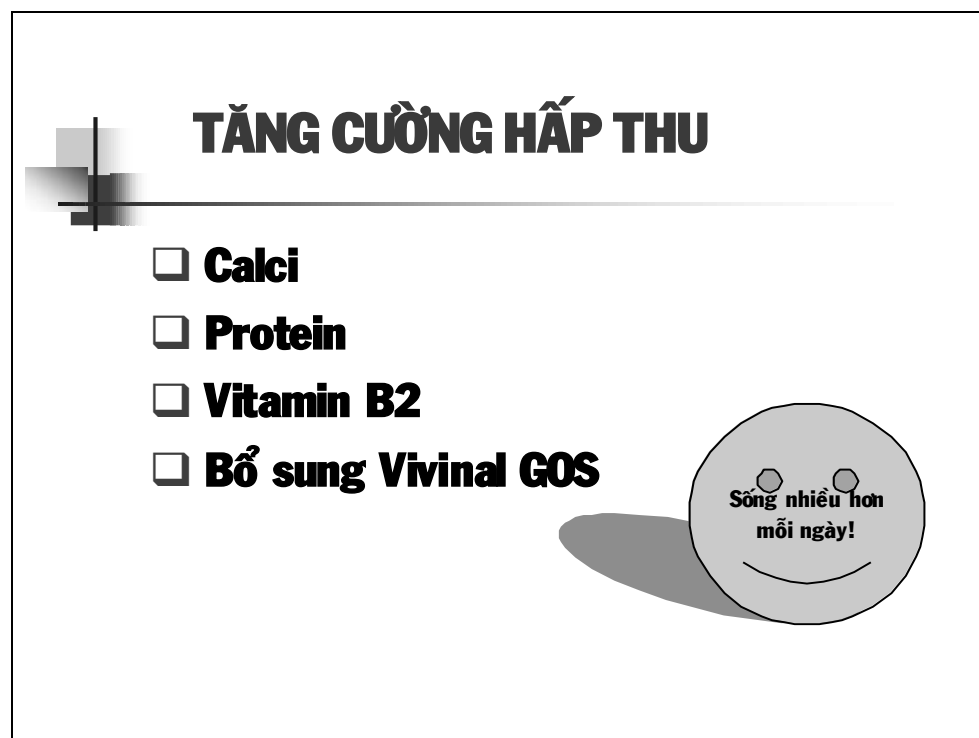 TĂNG CƯỜNG HẤP THU
Calci
Protein
Vitamin B2
Bổ sung Vivinal GOS
Sống nhiều hơn
mỗi ngày!